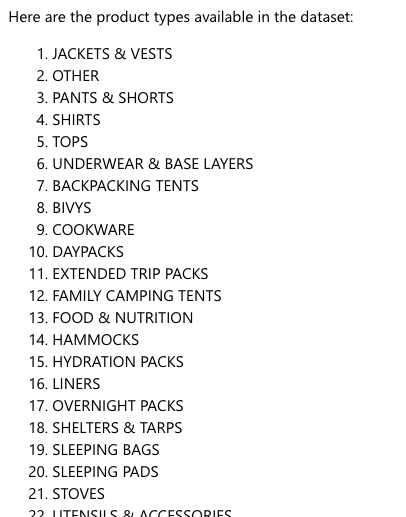 Here are the product types available in the dataset:
1. JACKETS & VESTS
2. OTHER
3. PANTS & SHORTS
4. SHIRTS
5. TOPS
6. UNDERWEAR & BASE LAYERS
7. BACKPACKING TENTS
8. BIVYS
9. COOKWARE
10. DAYPACKS
11. EXTENDED TRIP PACKS
12. FAMILY CAMPING TENTS
13. FOOD & NUTRITION
14. HAMMOCKS
15. HYDRATION PACKS
16. LINERS
17. OVERNIGHT PACKS
18. SHELTERS & TARPS
19. SLEEPING BAGS
20. SLEEPING PADS
21. STOVES
22. UTENSILS & ACCESSORIES